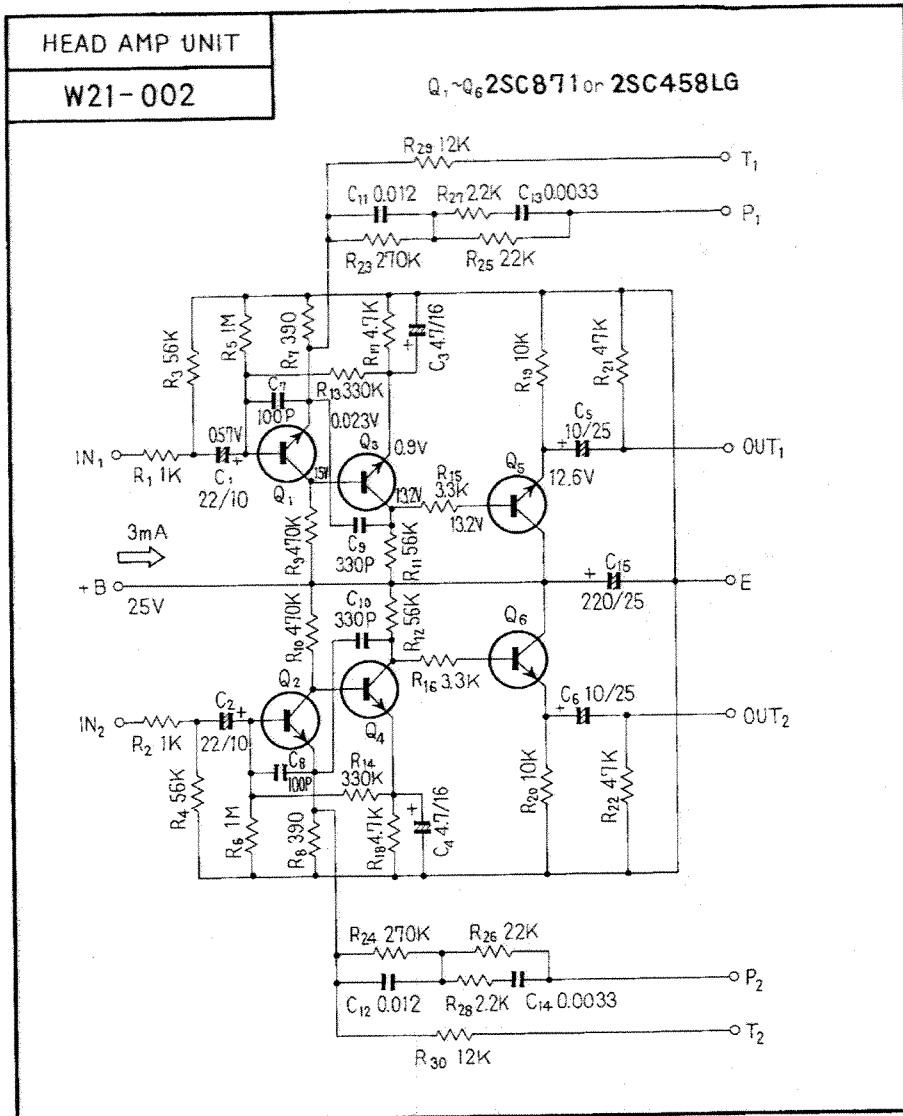 HEAD AMP UNIT
W21-002
Q₁~Q₆ 2SC871 or 2SC458LG
R₂₉ 12K
T₁
C₁₁ 0.012
R₂₇ 2.2K
C₁₃ 0.0033
P₁
R₂₃ 270K
R₂₅ 22K
R₃ 56K
R₅ 1M
R₇ 390
R₁₇ 4.7K
+
C₃ 4.7/16
R₁₉ 10K
R₂₁ 47K
R₁₃ 330K
C₇
100P
0.023V
0.57V
+
Q₃
0.9V
C₅
+ 10/25
OUT₁
IN₁
R₁ 1K
C₁
22/10
Q₁
1.5V
13.2V
R₁₅
3.3K
13.2V
Q₅
12.6V
3mA
R₉ 470K
C₉
330P
R₁₁ 56K
+B
25V
+
C₁₅
220/25
E
R₁₀ 470K
C₁₀
330P
R₁₂ 56K
Q₆
R₁₆ 3.3K
Q₂
Q₄
IN₂
R₂ 1K
C₂
+
22/10
+
C₆ 10/25
OUT₂
R₄ 56K
C₈
100P
R₁₄
330K
R₆ 1M
R₈ 390
R₁₈ 4.7K
+
C₄ 4.7/16
R₂₀ 10K
R₂₂ 47K
R₂₄ 270K
R₂₆ 22K
P₂
C₁₂ 0.012
R₂₈ 2.2K
C₁₄ 0.0033
T₂
R₃₀ 12K